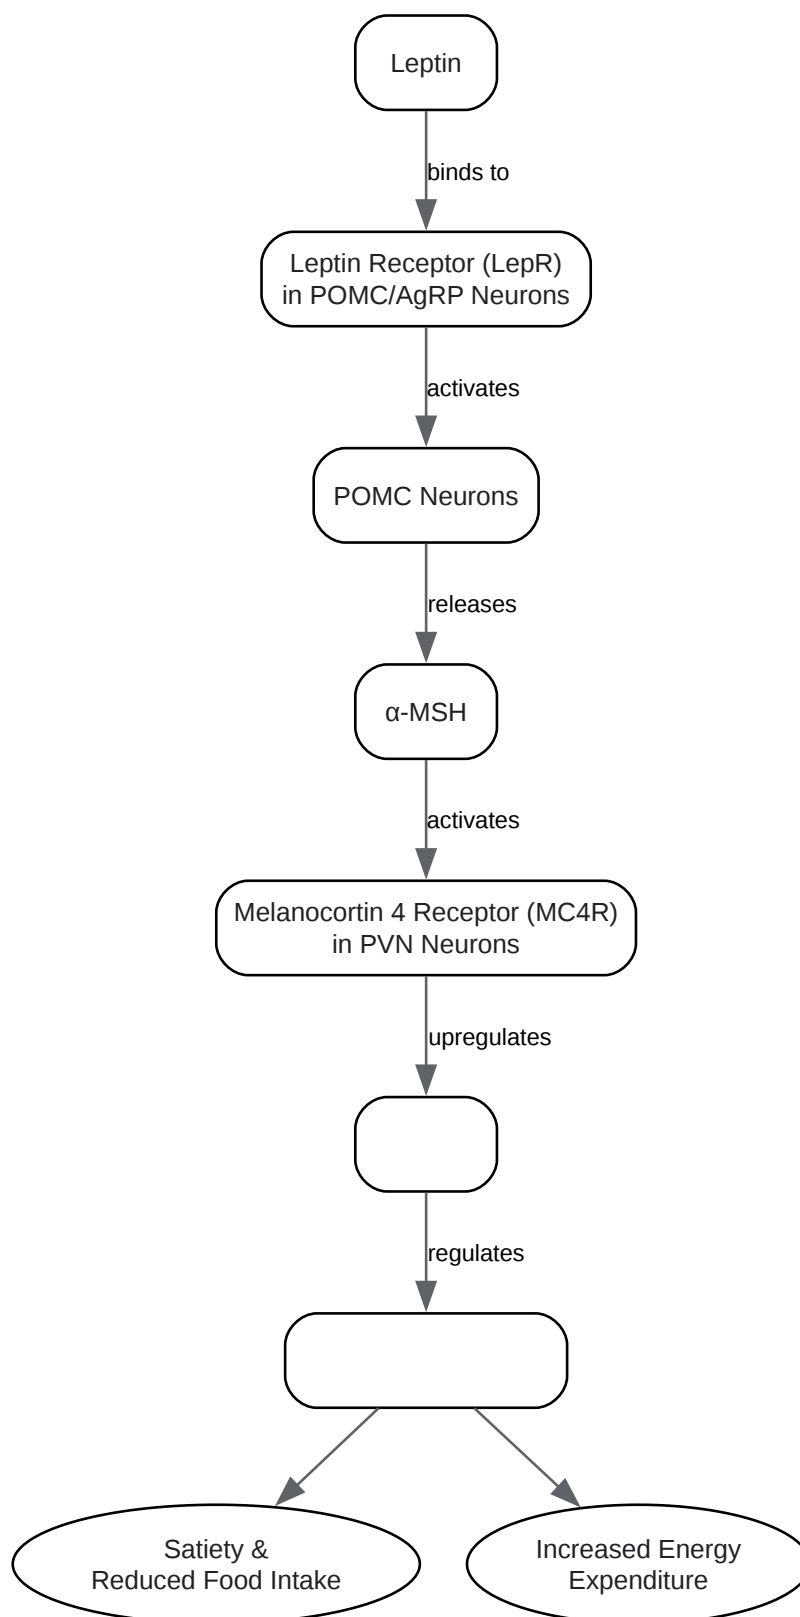 Leptin
binds to
Leptin Receptor (LepR)
in POMC/AgRP Neurons
activates
POMC Neurons
releases
α-MSH
activates
Melanocortin 4 Receptor (MC4R)
in PVN Neurons
upregulates
regulates
Satiety &
Reduced Food Intake
Increased Energy
Expenditure